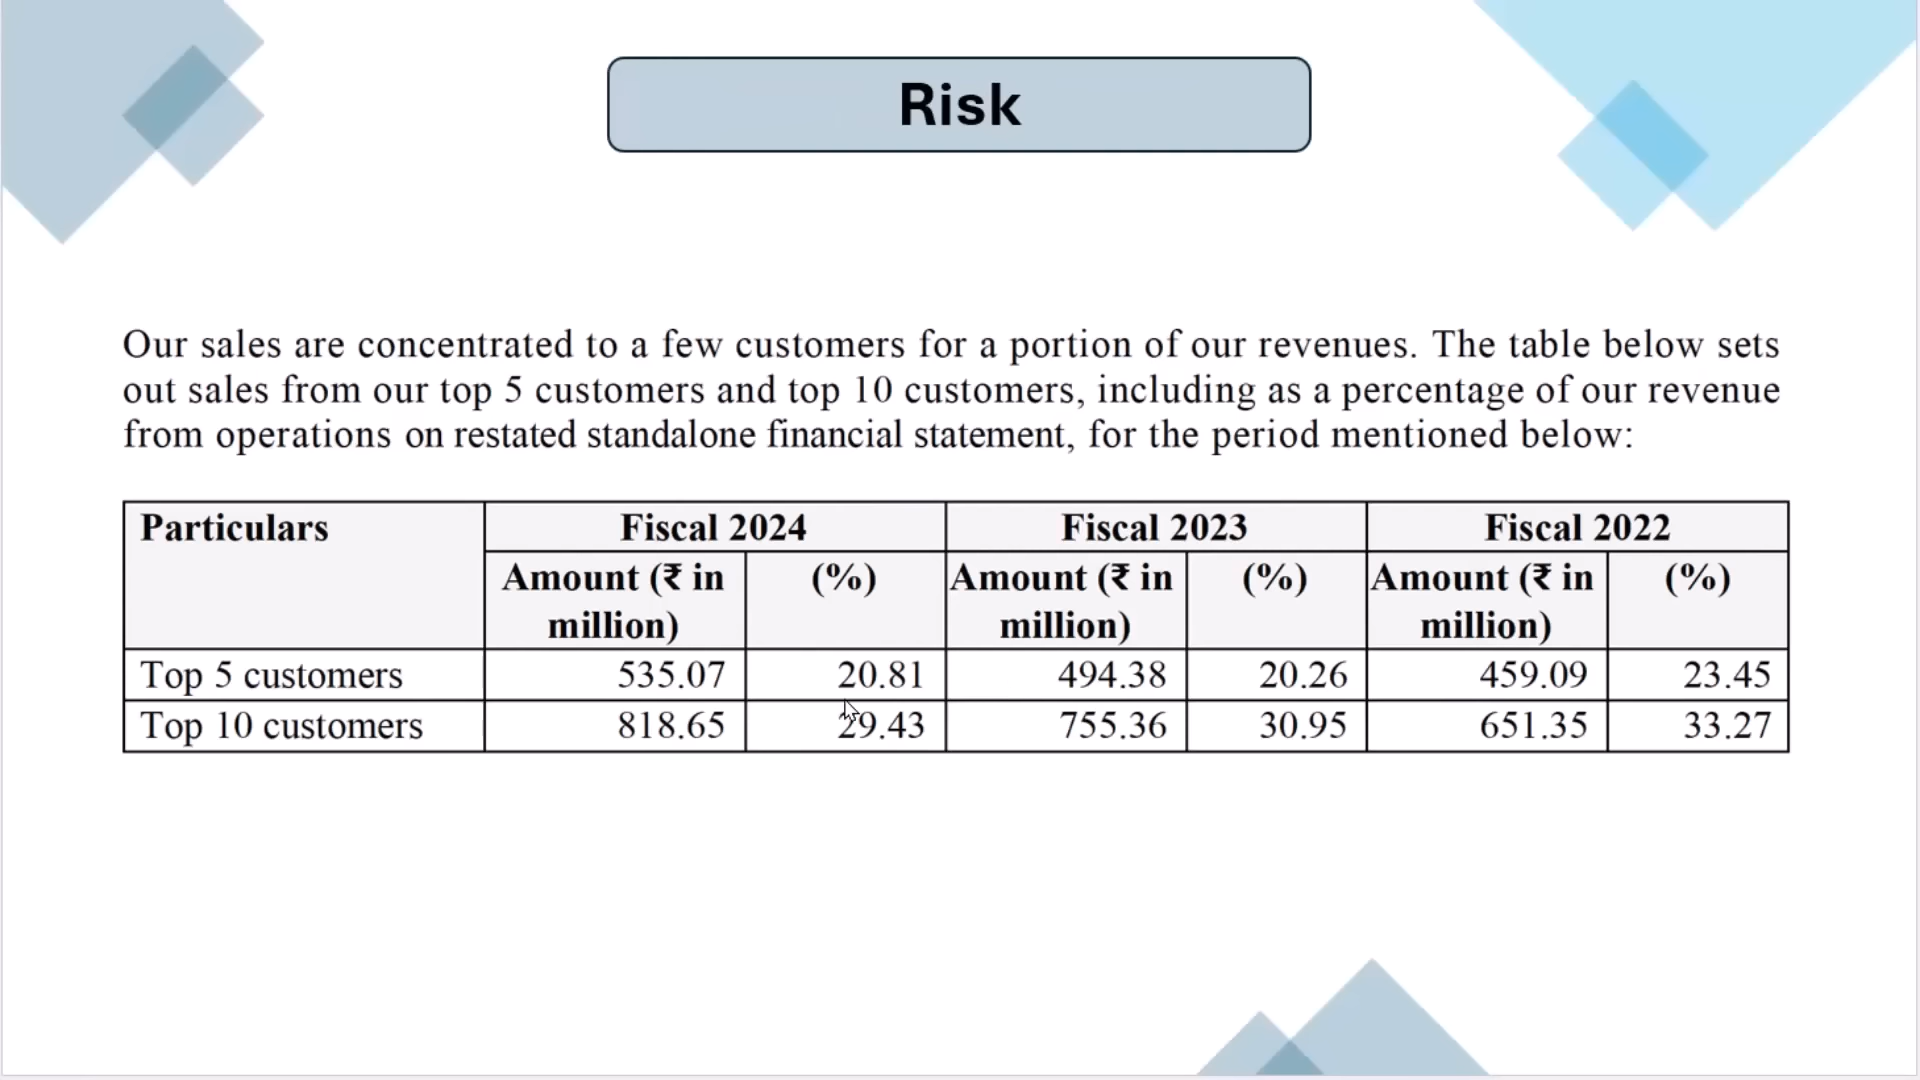 Risk
Our sales are concentrated to a few customers for a portion of our revenues. The table below sets
out sales from our top 5 customers and top 10 customers, including as a percentage of our revenue
from operations on restated standalone financial statement, for the period mentioned below:
Particulars Fiscal 2024 Fiscal 2023 Fiscal 2022
Amount (₹ in (%) Amount (₹ in (%) Amount (₹ in (%)
million) million) million)
Top 5 customers 535.07 20.81 494.38 20.26 459.09 23.45
Top 10 customers 818.65 29.43 755.36 30.95 651.35 33.27